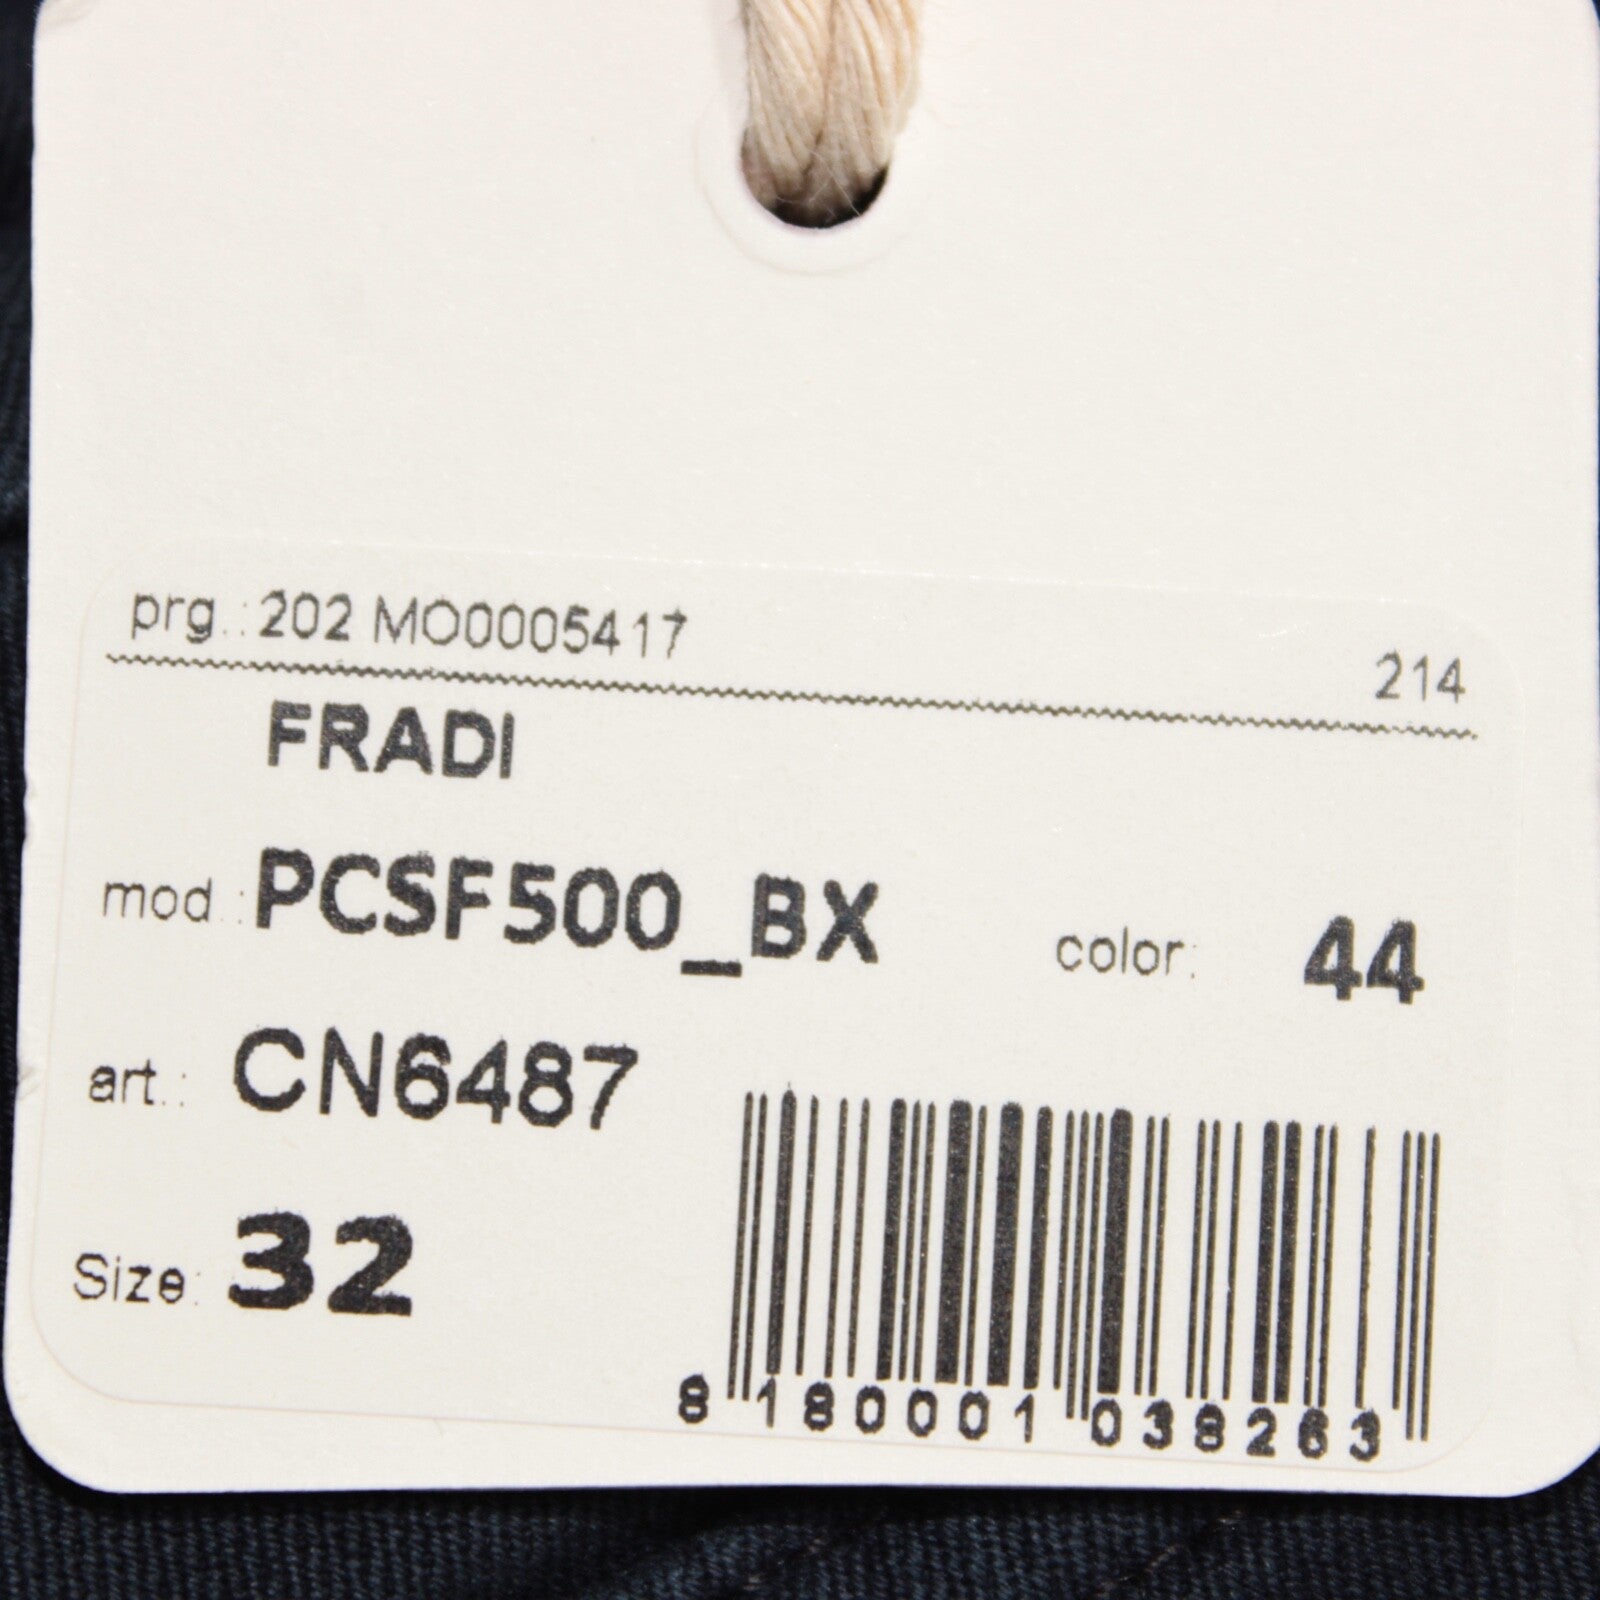 prg.: 202 MO0005417
214
FRADI
mod.: PCSF500_BX
color: 44
art.: CN6487
Size: 32
8 180001 038263